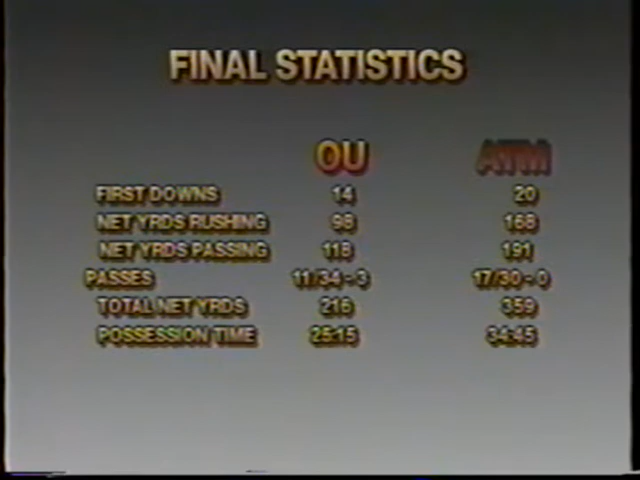 FINAL STATISTICS
OU ATM
FIRST DOWNS 14 20
NET YRDS RUSHING 98 168
NET YRDS PASSING 118 191
PASSES 11/34 - 3 17/30 - 0
TOTAL NET YRDS 216 359
POSSESSION TIME 25:15 34:45